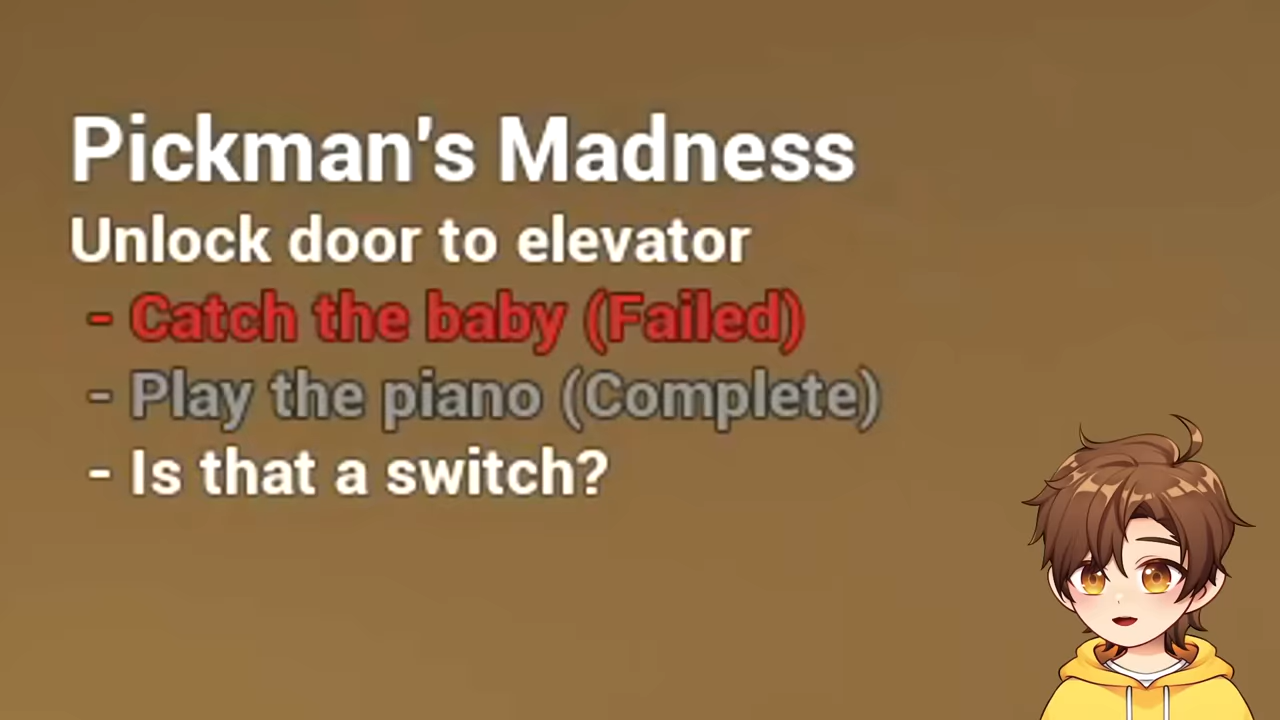 Pickman's Madness
Unlock door to elevator
- Catch the baby (Failed)
- Play the piano (Complete)
- Is that a switch?